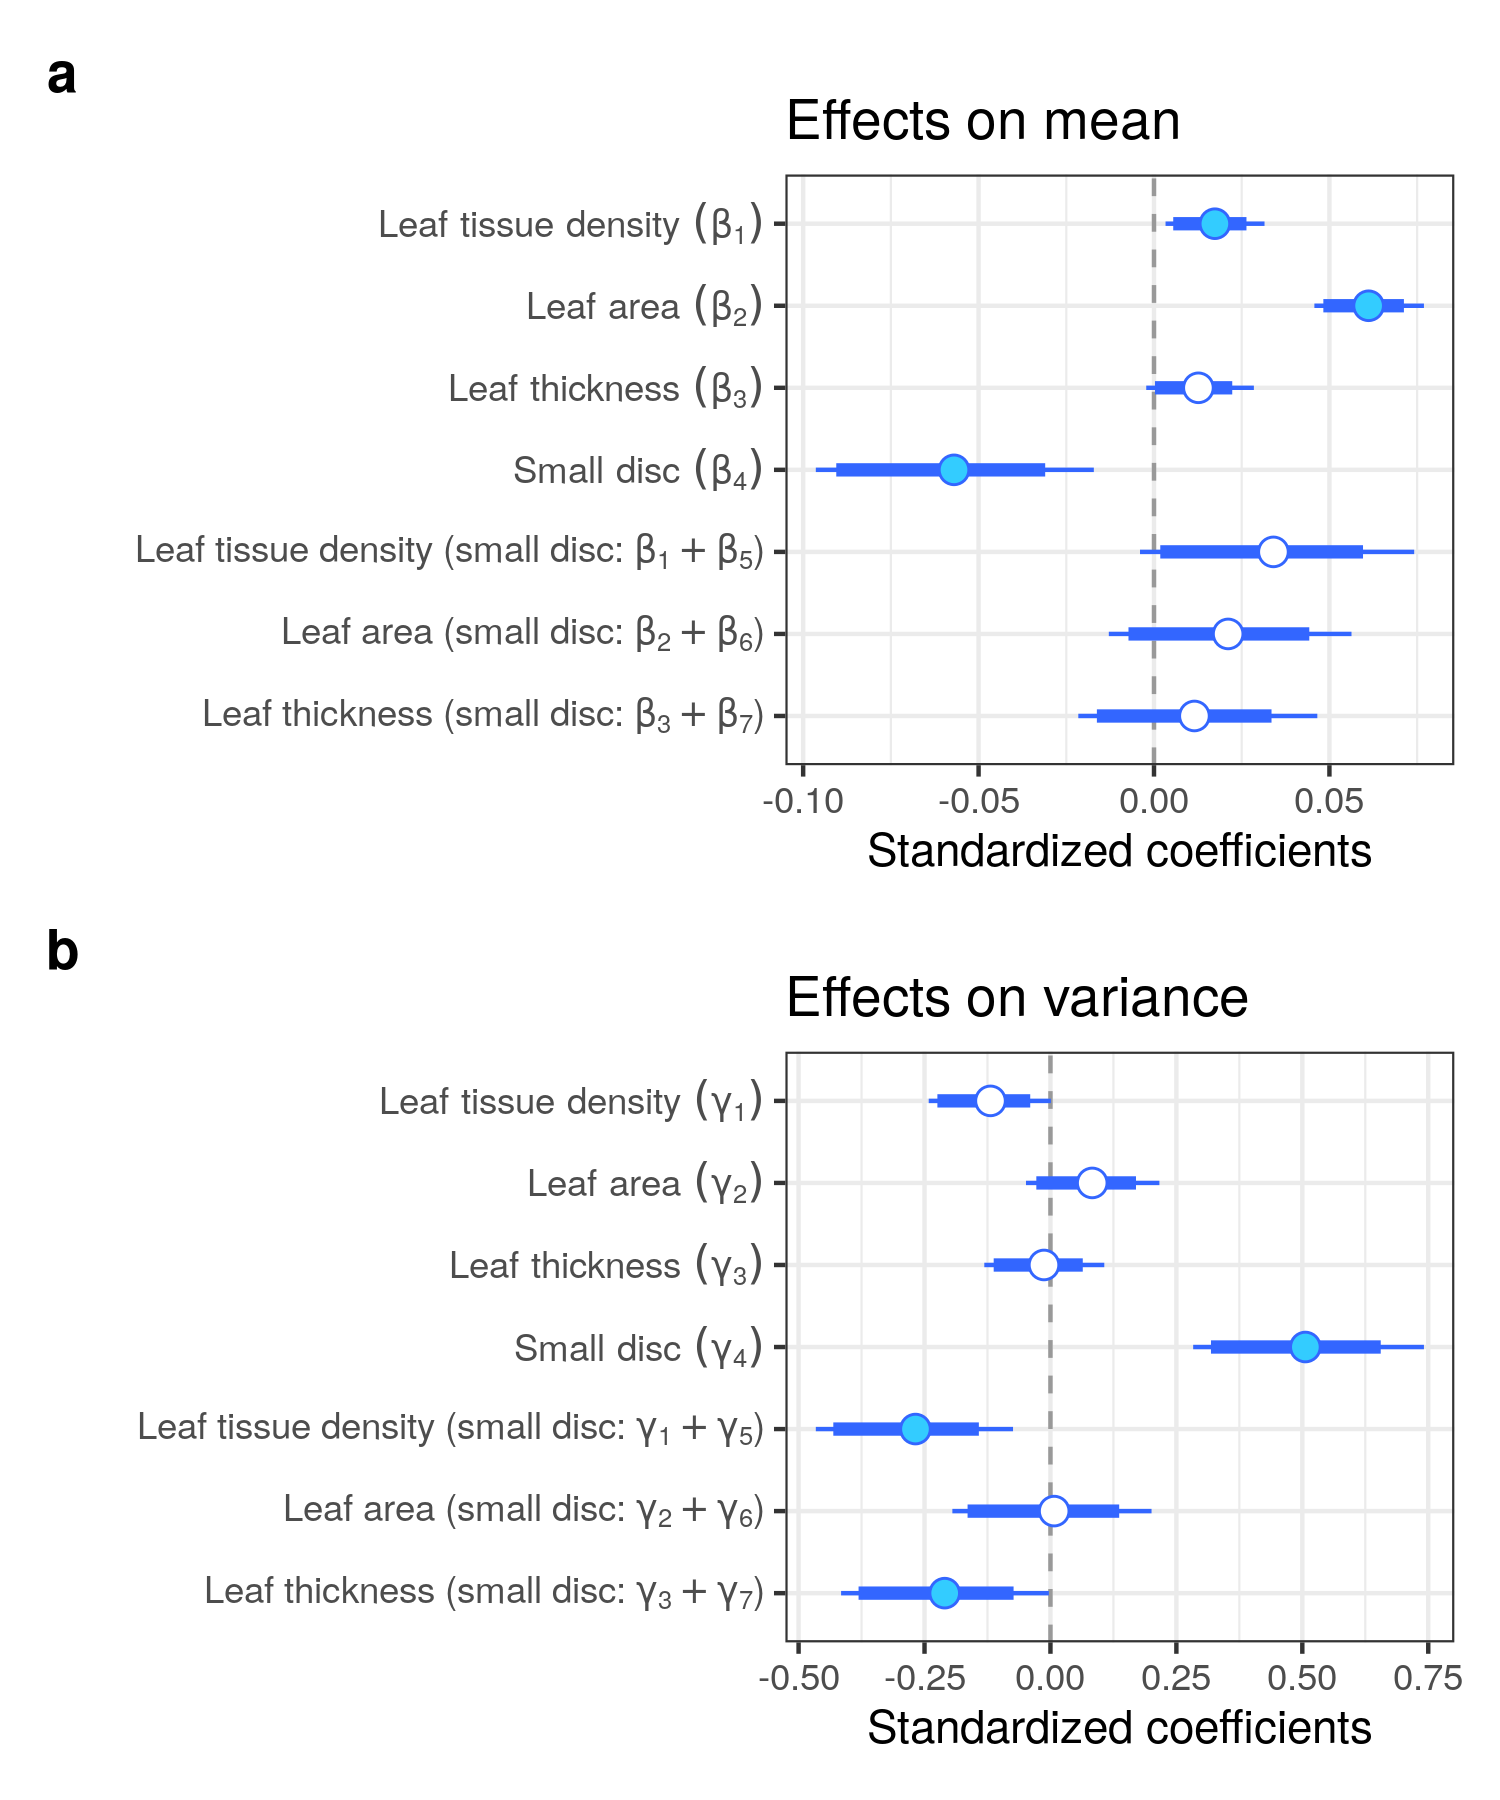 a
Effects on mean
Leaf tissue density (β₁)
Leaf area (β₂)
Leaf thickness (β₃)
Small disc (β₄)
Leaf tissue density (small disc: β₁ + β₅)
Leaf area (small disc: β₂ + β₆)
Leaf thickness (small disc: β₃ + β₇)
-0.10 -0.05 0.00 0.05
Standardized coefficients
b
Effects on variance
Leaf tissue density (γ₁)
Leaf area (γ₂)
Leaf thickness (γ₃)
Small disc (γ₄)
Leaf tissue density (small disc: γ₁ + γ₅)
Leaf area (small disc: γ₂ + γ₆)
Leaf thickness (small disc: γ₃ + γ₇)
-0.50 -0.25 0.00 0.25 0.50 0.75
Standardized coefficients